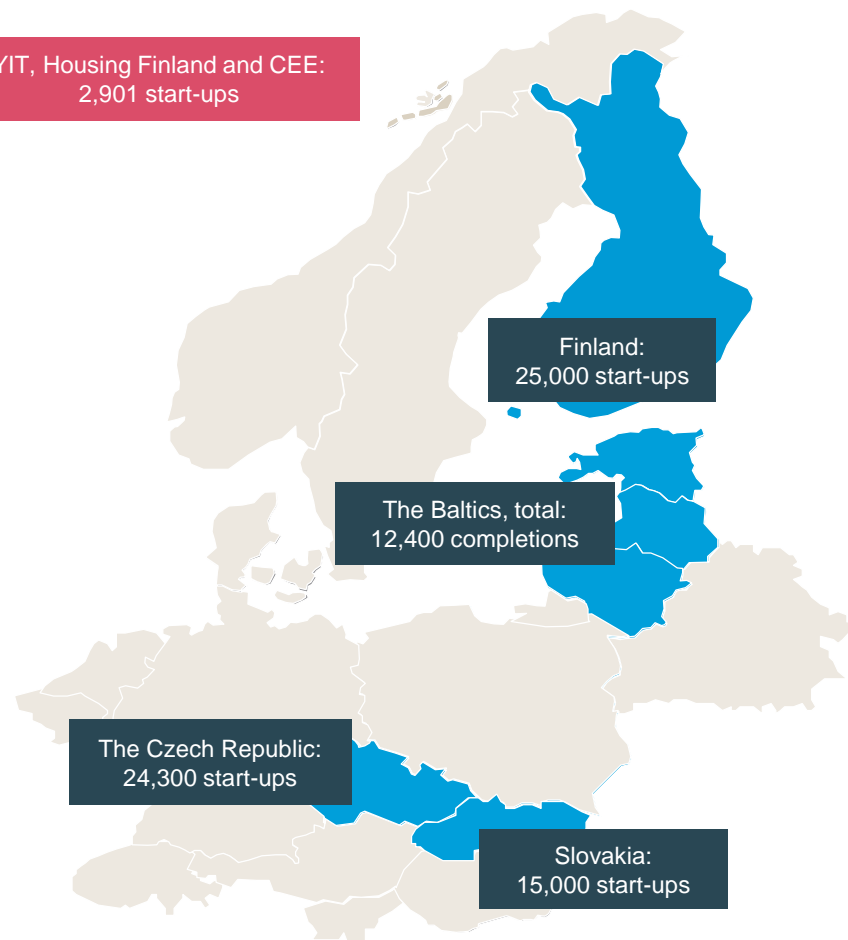 YIT, Housing Finland and CEE:
2,901 start-ups
Finland:
25,000 start-ups
The Baltics, total:
12,400 completions
The Czech Republic:
24,300 start-ups
Slovakia:
15,000 start-ups